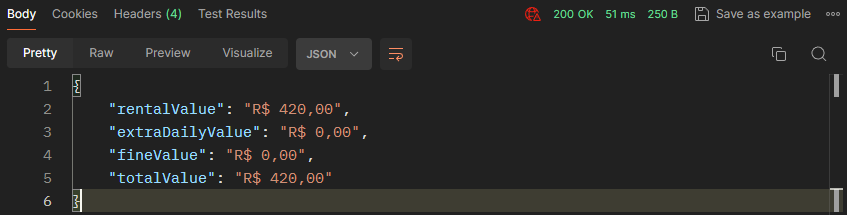 Body Cookies Headers (4) Test Results 200 OK 51 ms 250 B Save as example
Pretty Raw Preview Visualize JSON
1 {
2 "rentalValue": "R$ 420,00",
3 "extraDailyValue": "R$ 0,00",
4 "fineValue": "R$ 0,00",
5 "totalValue": "R$ 420,00"
6 }